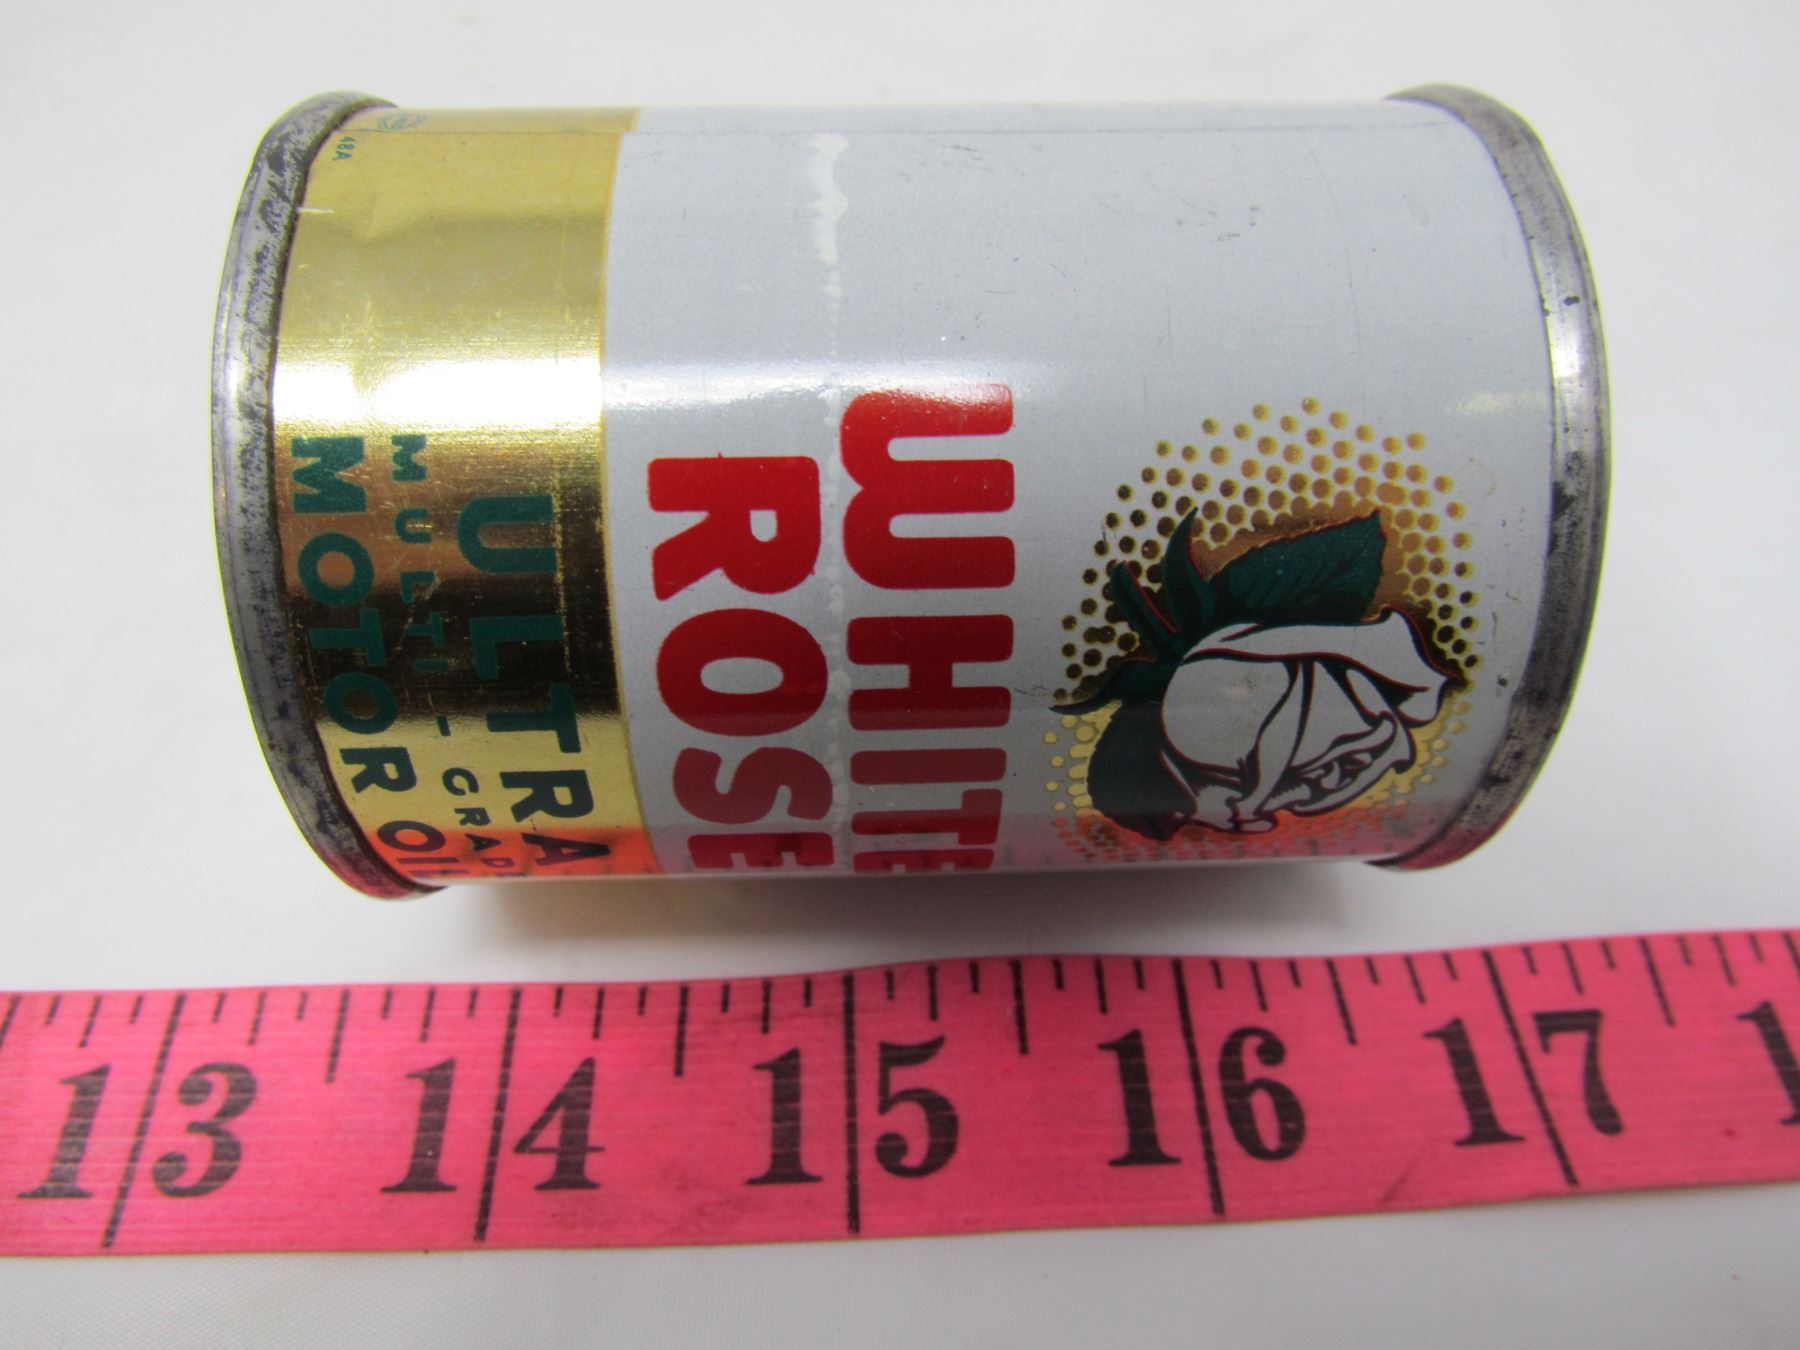 WHITE
ROSE
ULTRA
MULTI-GRADE
MOTOR OIL
48A
13 14 15 16 17